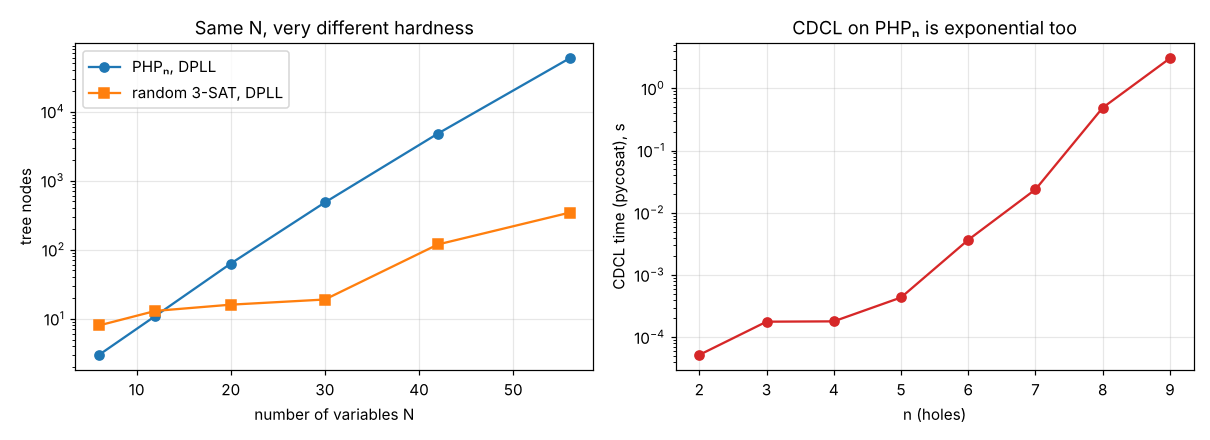 Same N, very different hardness
PHPₙ, DPLL
random 3-SAT, DPLL
tree nodes
10⁴
10³
10²
10¹
10
20
30
40
50
number of variables N
CDCL on PHPₙ is exponential too
CDCL time (pycosat), s
10⁰
10⁻¹
10⁻²
10⁻³
10⁻⁴
2
3
4
5
6
7
8
9
n (holes)